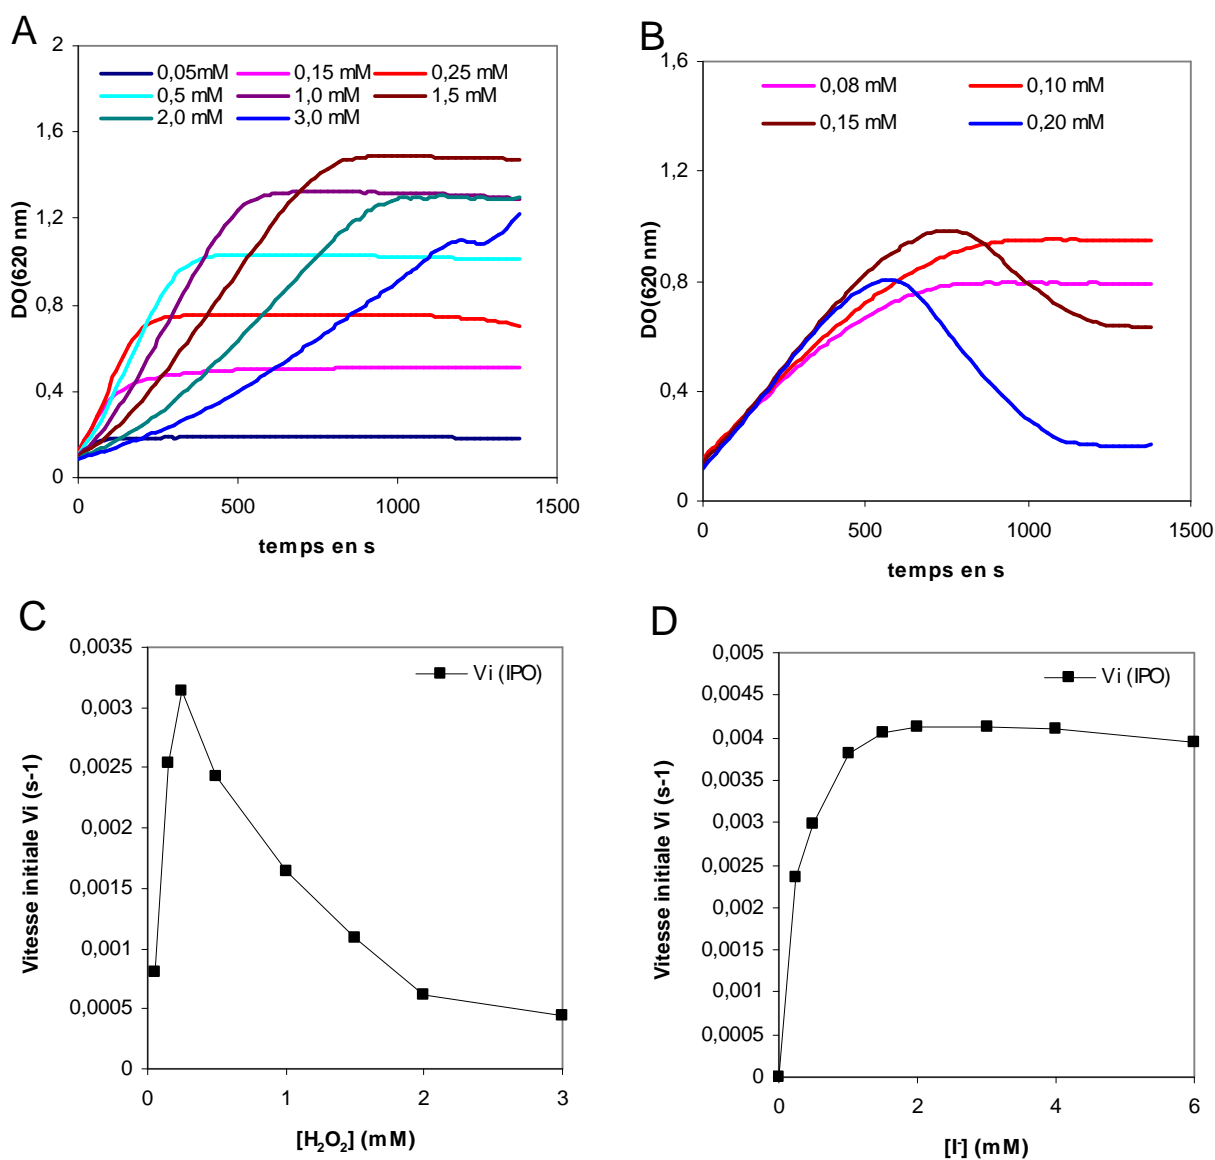 A
2
1,6
1,2
0,8
0,4
0
0,05mM 0,15 mM 0,25 mM
0,5 mM 1,0 mM 1,5 mM
2,0 mM 3,0 mM
DO(620 nm)
0 500 1000 1500
temps en s
B
1,6
1,2
0,8
0,4
0
0,08 mM 0,10 mM
0,15 mM 0,20 mM
DO(620 nm)
0 500 1000 1500
temps en s
C
0,0035
0,003
0,0025
0,002
0,0015
0,001
0,0005
0
Vi (IPO)
Vitesse initiale Vi (s-1)
0 1 2 3
[H₂O₂] (mM)
D
0,005
0,0045
0,004
0,0035
0,003
0,0025
0,002
0,0015
0,001
0,0005
0
Vi (IPO)
Vitesse initiale Vi (s-1)
0 2 4 6
[I⁻] (mM)